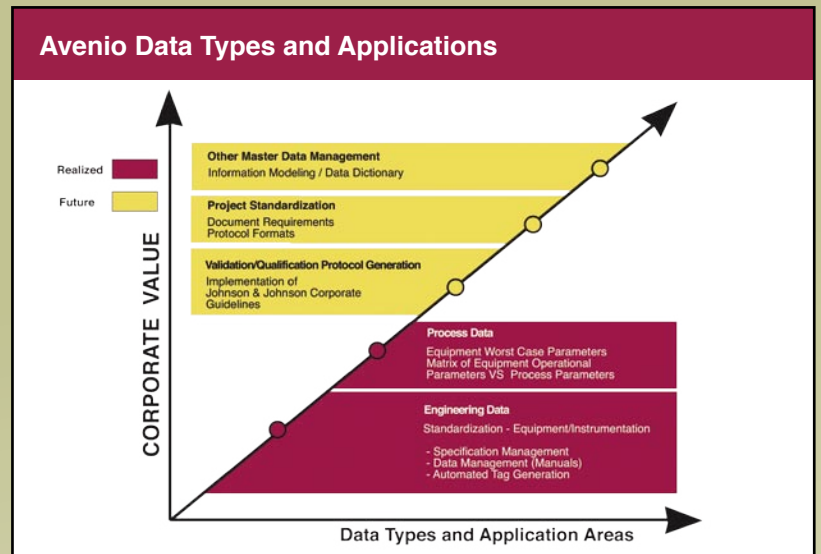 Avenio Data Types and Applications
Realized
Future
CORPORATE VALUE
Other Master Data Management
Information Modeling / Data Dictionary
Project Standardization
Document Requirements
Protocol Formats
Validation/Qualification Protocol Generation
Implementation of
Johnson & Johnson Corporate
Guidelines
Process Data
Equipment Worst Case Parameters
Matrix of Equipment Operational
Parameters VS Process Parameters
Engineering Data
Standardization - Equipment/Instrumentation
- Specification Management
- Data Management (Manuals)
- Automated Tag Generation
Data Types and Application Areas